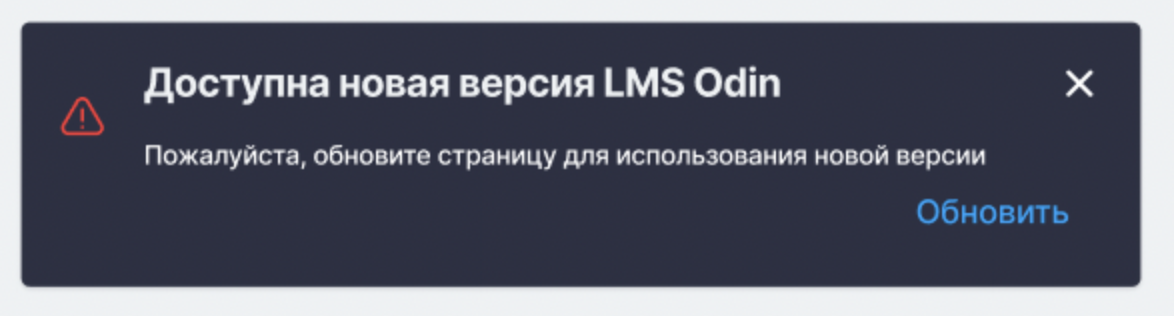 Доступна новая версия LMS Odin
Пожалуйста, обновите страницу для использования новой версии
Обновить